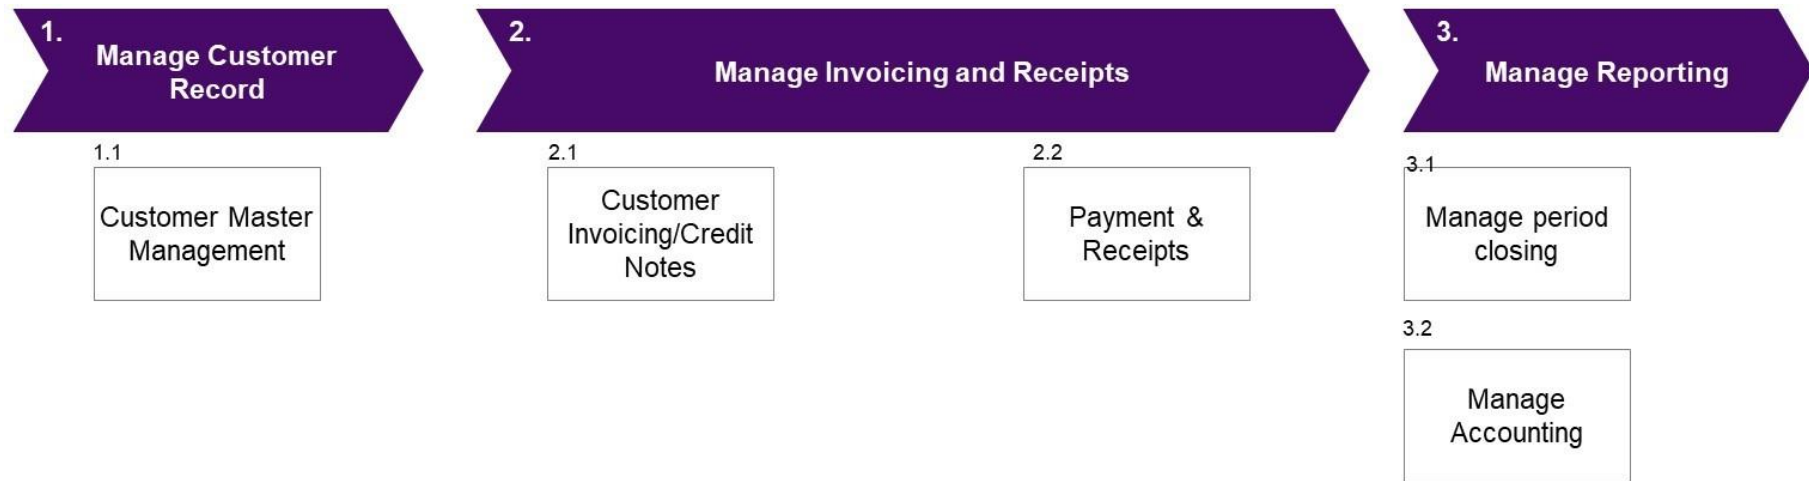 1.
Manage Customer
Record
2.
Manage Invoicing and Receipts
3.
Manage Reporting
1.1
Customer Master
Management
2.1
Customer
Invoicing/Credit
Notes
2.2
Payment &
Receipts
3.1
Manage period
closing
3.2
Manage
Accounting